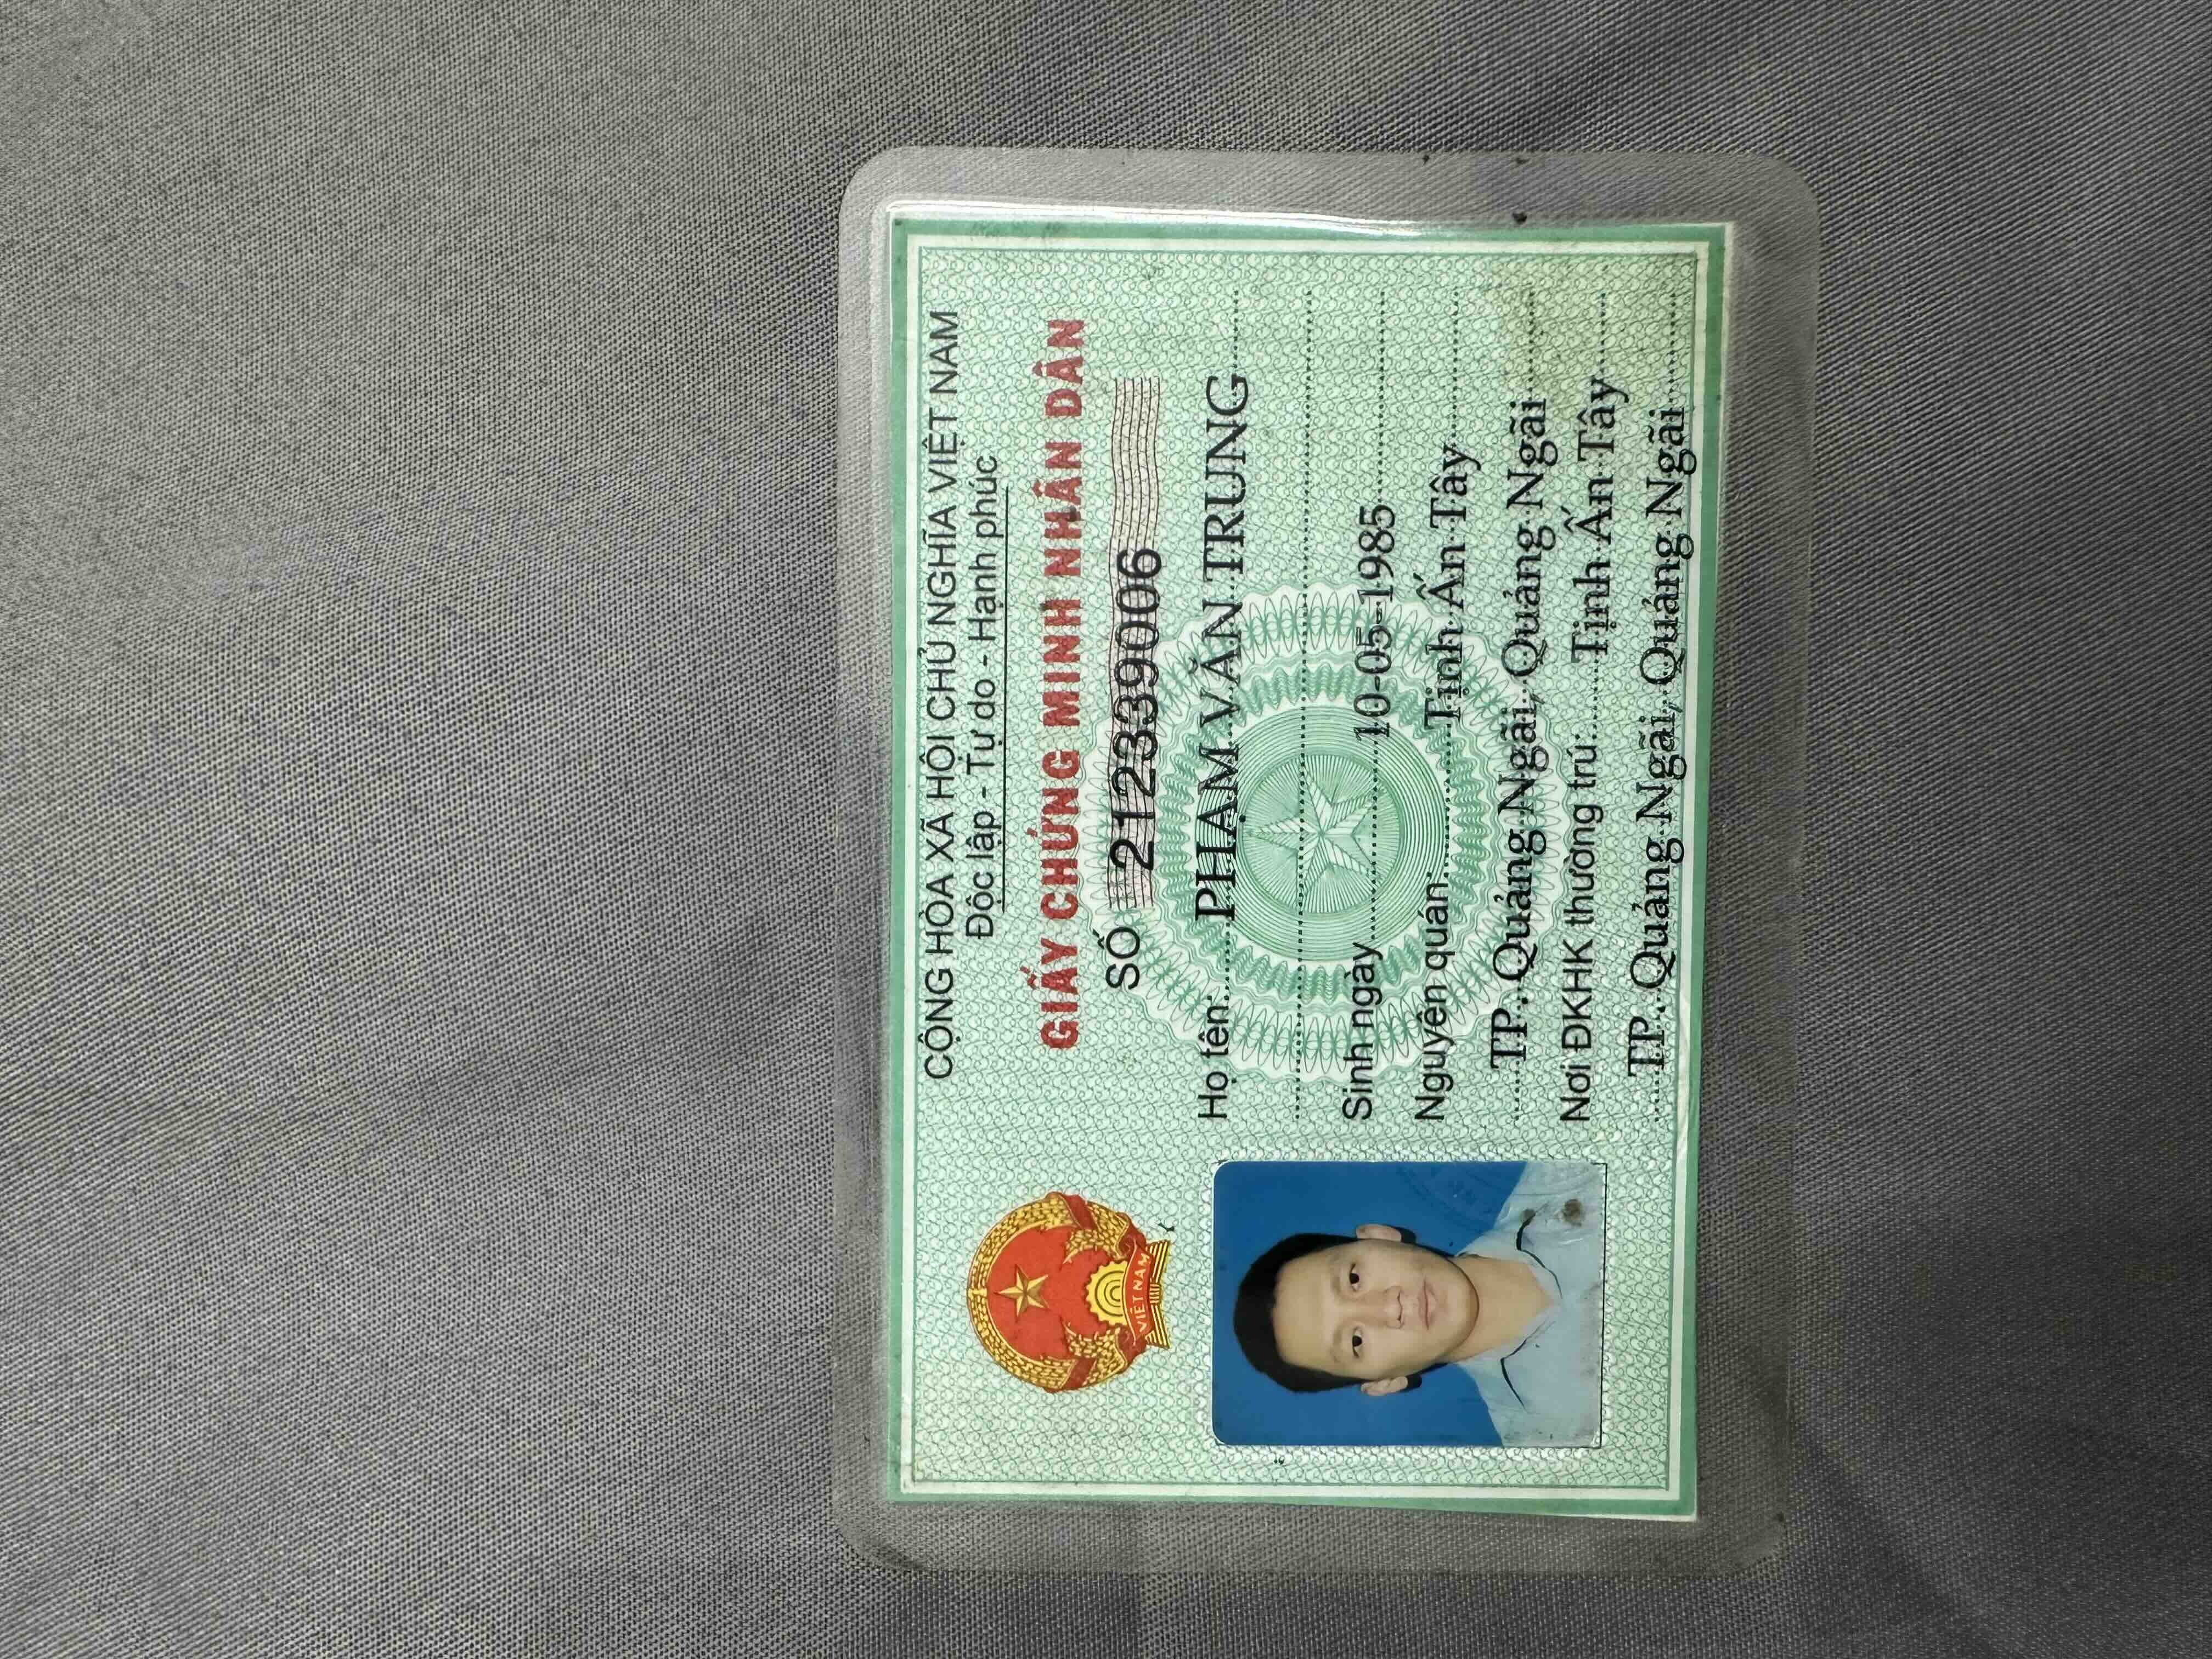 CỘNG HÒA XÃ HỘI CHỦ NGHĨA VIỆT NAM
Độc lập - Tự do - Hạnh phúc
GIẤY CHỨNG MINH NHÂN DÂN
SỐ 212339006
Họ tên: PHẠM VĂN TRUNG
Sinh ngày 10-05-1985
Nguyên quán: Tịnh Ấn Tây
TP. Quảng Ngãi, Quảng Ngãi
Nơi ĐKHK thường trú: Tịnh Ấn Tây
TP. Quảng Ngãi, Quảng Ngãi
VIỆT NAM